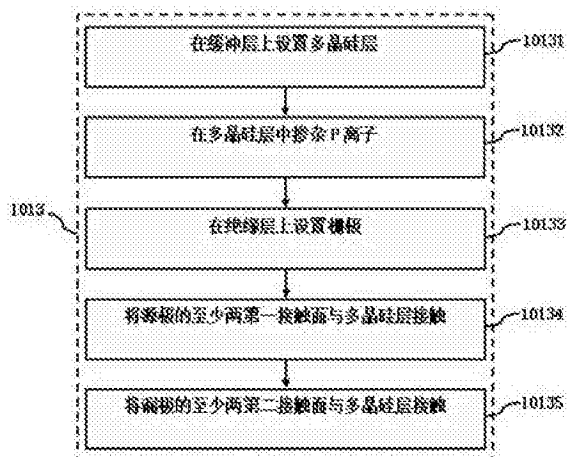 在缓冲层上设置多晶硅层
10131
在多晶硅层中掺杂P离子
10132
1013
在绝缘层上设置栅极
10133
将源极的至少两第一接触面与多晶硅层接触
10134
将漏极的至少两第二接触面与多晶硅层接触
10135